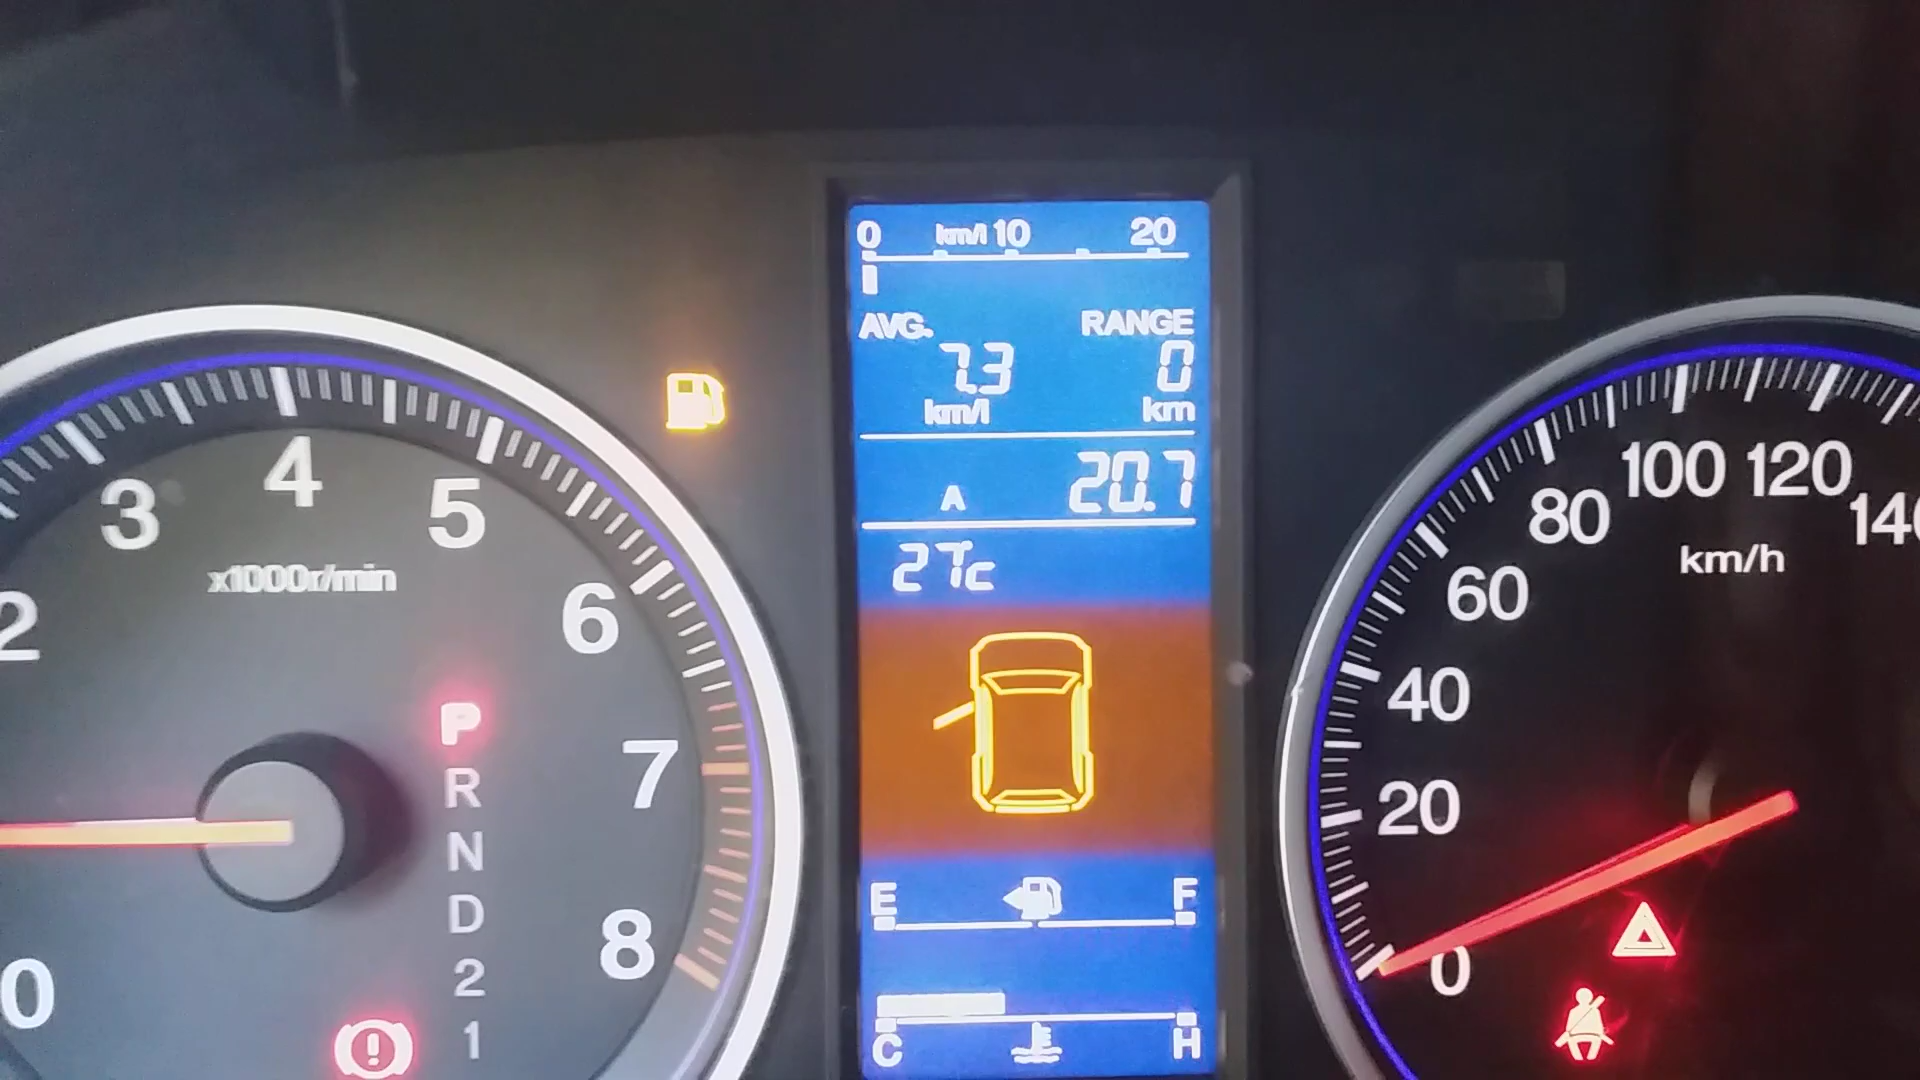 0 km/l 10 20
AVG. RANGE
7.3 0
km/l km
A 20.7
27c
E F
C H
2 3 4 5 6 7 8
0
x1000r/min
P
R
N
D
2
1
0 20 40 60 80 100 120 140
km/h